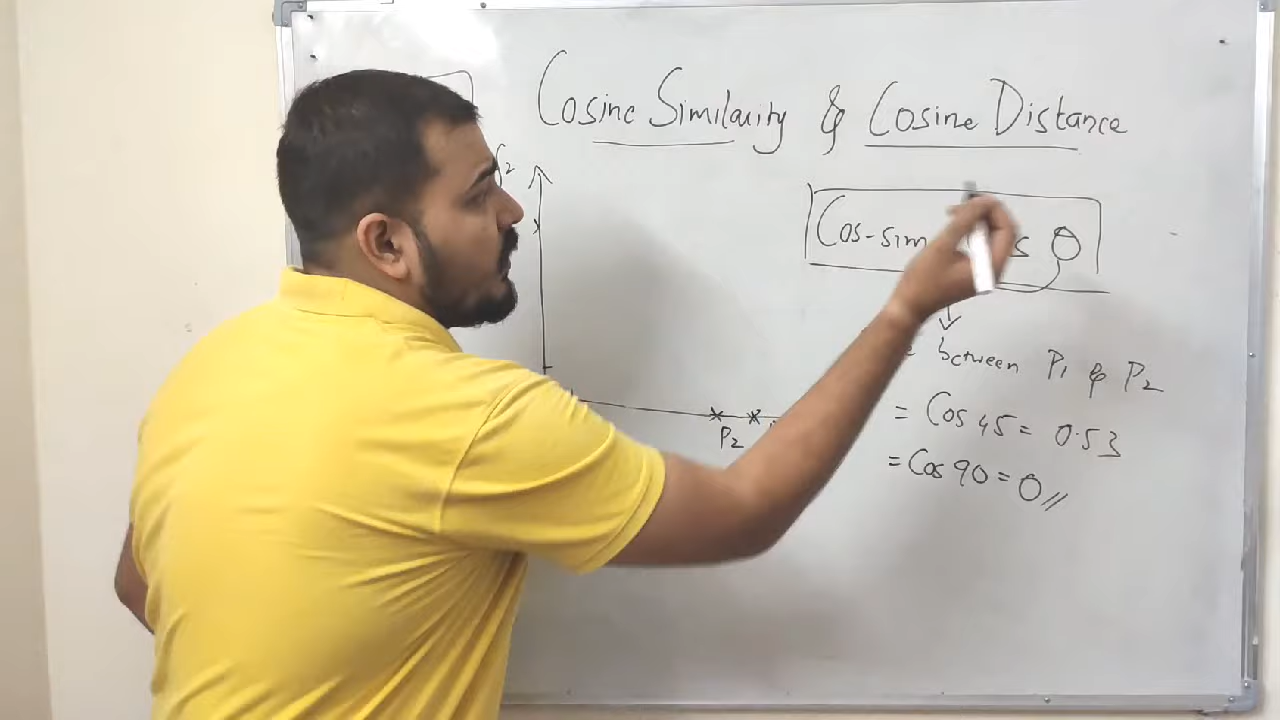 Cosine Similarity & Cosine Distance
Cos-sim θ
between P1 & P2
= Cos 45 = 0.53
= Cos 90 = 0//
P2